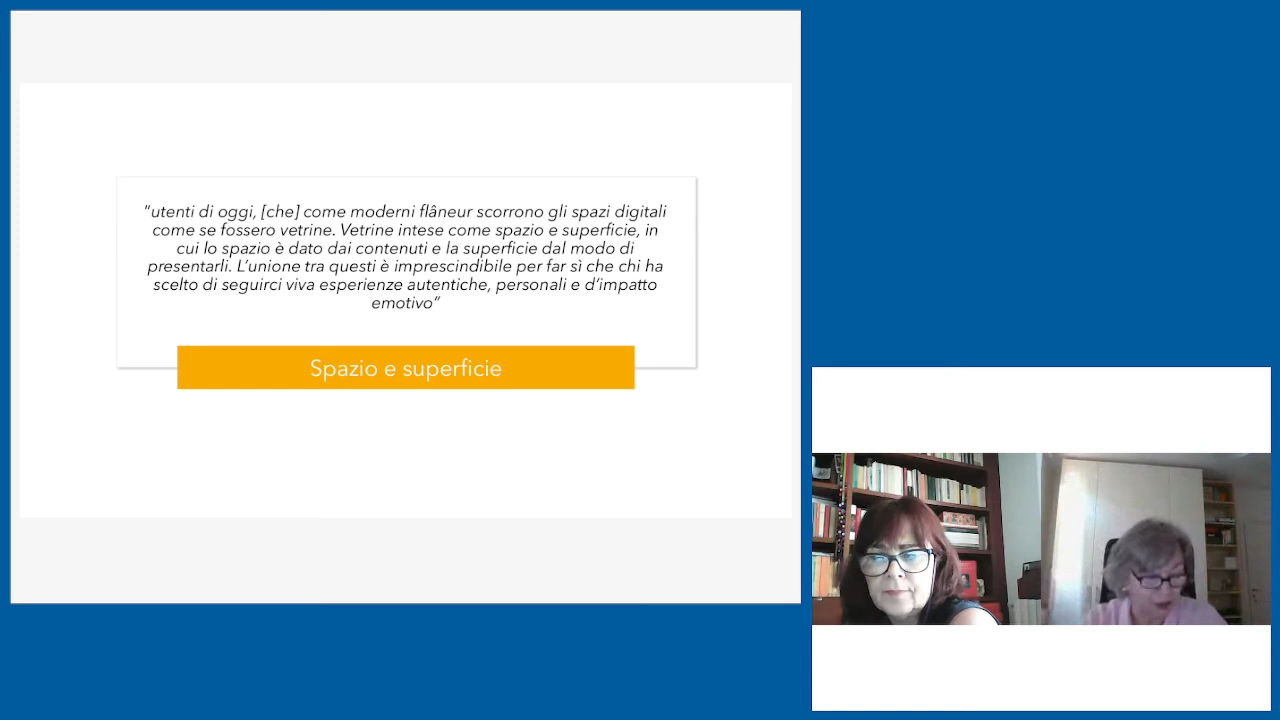 "utenti di oggi, [che] come moderni flâneur scorrono gli spazi digitali
come se fossero vetrine. Vetrine intese come spazio e superficie, in
cui lo spazio è dato dai contenuti e la superficie dal modo di
presentarli. L'unione tra questi è imprescindibile per far sì che chi ha
scelto di seguirci viva esperienze autentiche, personali e d'impatto
emotivo"
Spazio e superficie